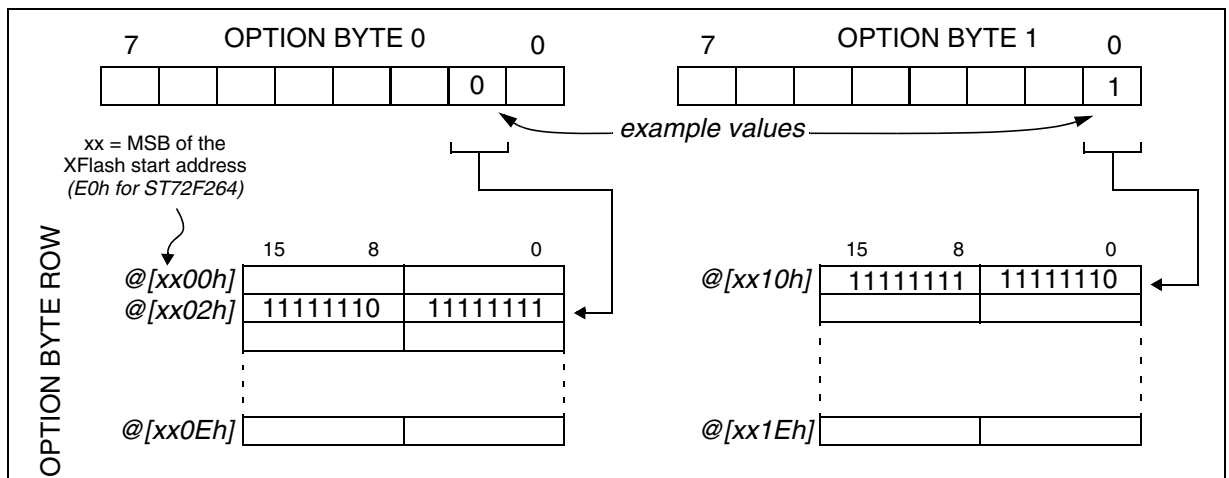 7 OPTION BYTE 0 0
7 OPTION BYTE 1 0
0
1
example values
xx = MSB of the
XFlash start address
(E0h for ST72F264)
OPTION BYTE ROW
15 8 0
@[xx00h]
@[xx02h] 11111110 11111111
@[xx0Eh]
15 8 0
@[xx10h] 11111111 11111110
@[xx1Eh]